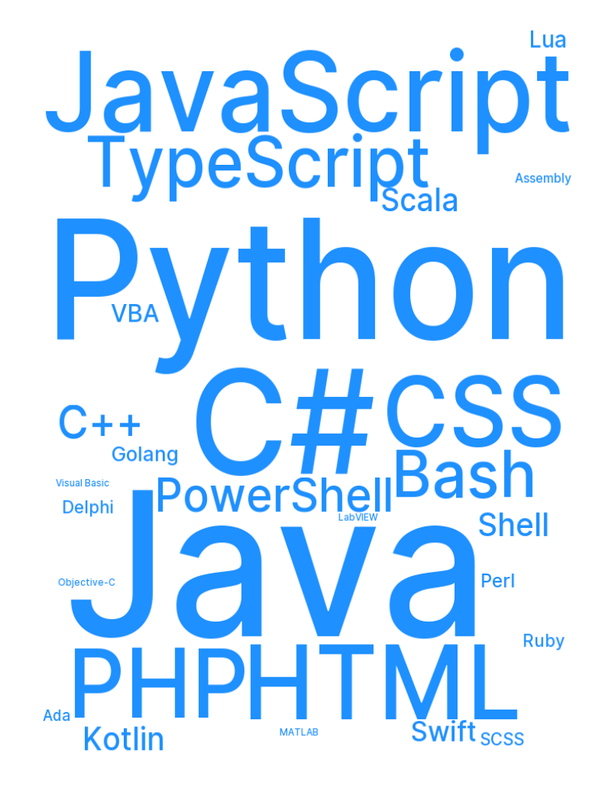 Lua
JavaScript
TypeScript
Assembly
Scala
Python
VBA
C#
CSS
C++
Golang
Bash
Visual Basic
PowerShell
Delphi
LabVIEW
Shell
Java
Objective-C
Perl
Ruby
PHP
HTML
Ada
Kotlin
MATLAB
Swift
SCSS